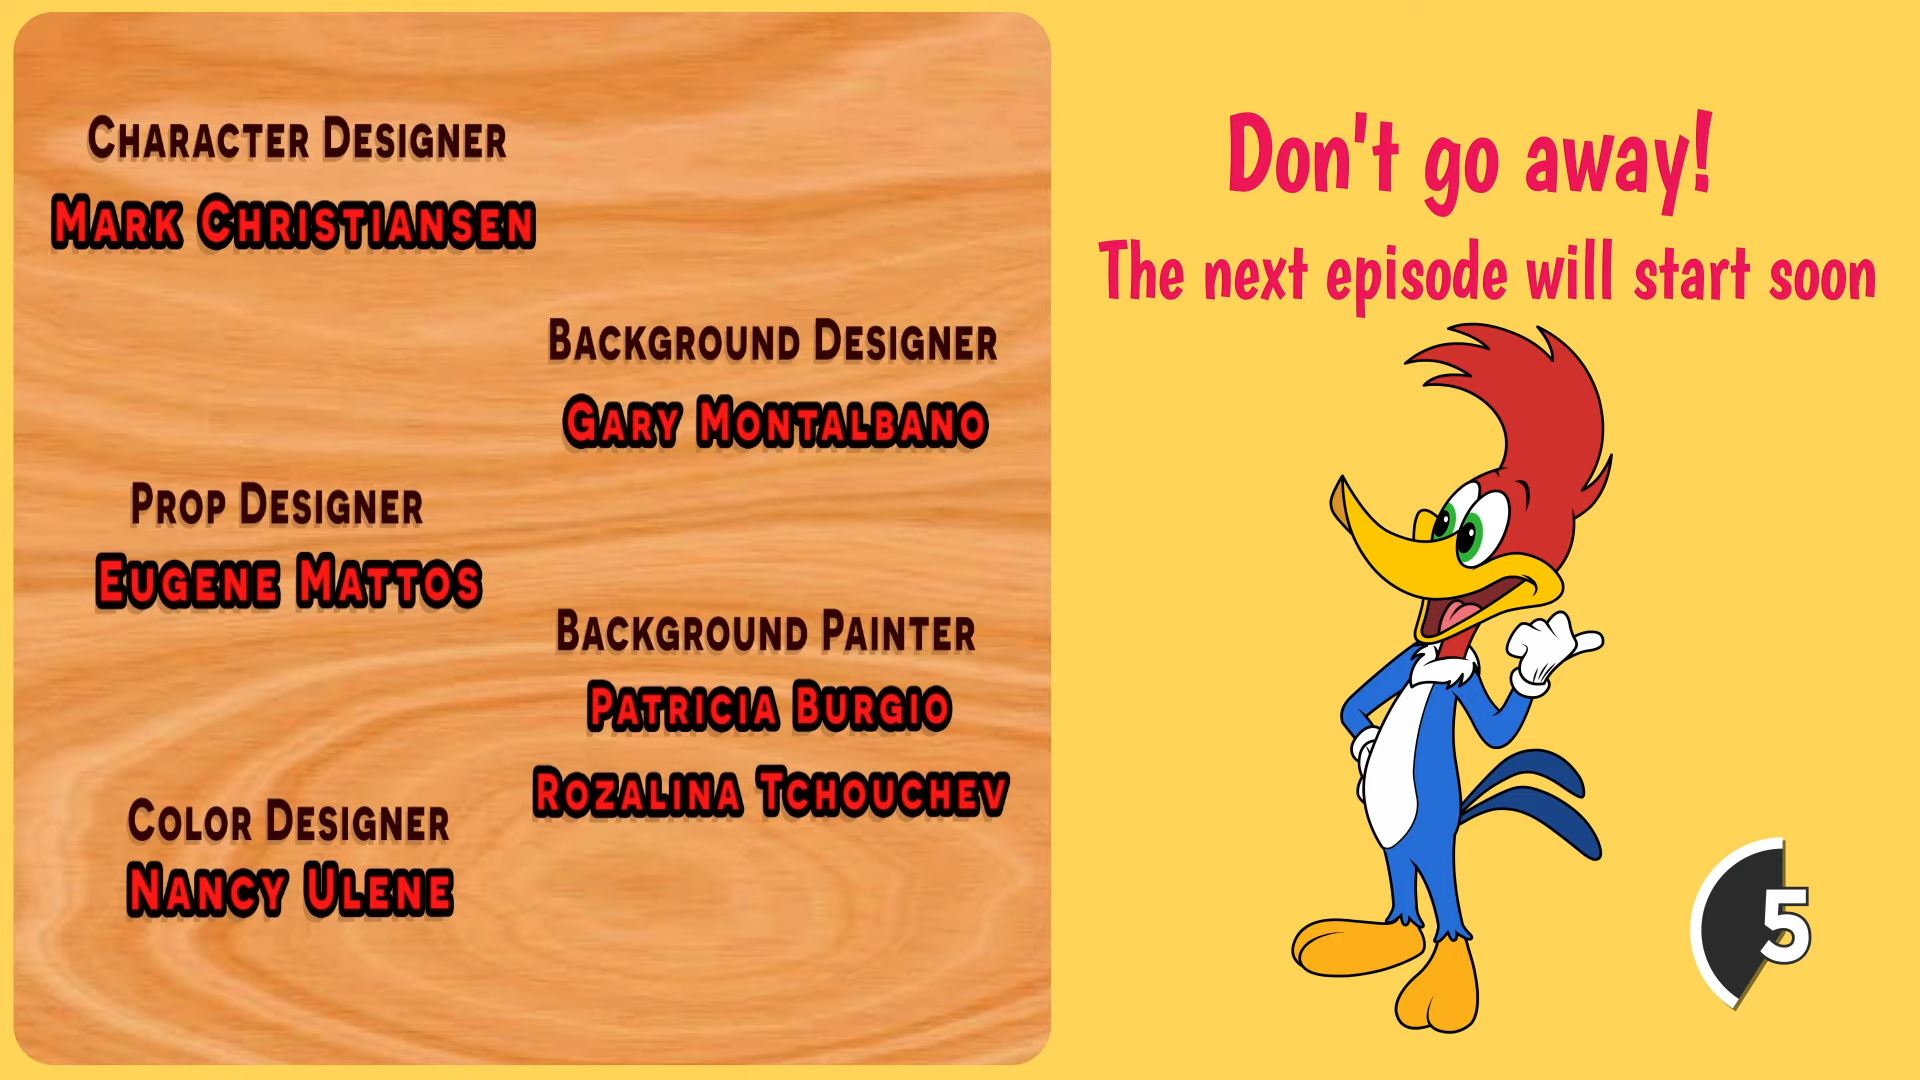 Character Designer
Mark Christiansen
Background Designer
Gary Montalbano
Prop Designer
Eugene Mattos
Background Painter
Patricia Burgio
Rozalina Tchouchev
Color Designer
Nancy Ulene
Don't go away!
The next episode will start soon
5